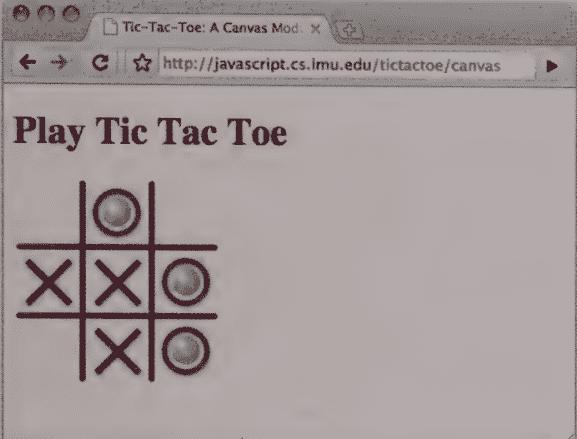 Tic-Tac-Toe: A Canvas Mod
http://javascript.cs.lmu.edu/tictactoe/canvas
Play Tic Tac Toe
O
X X O
X O